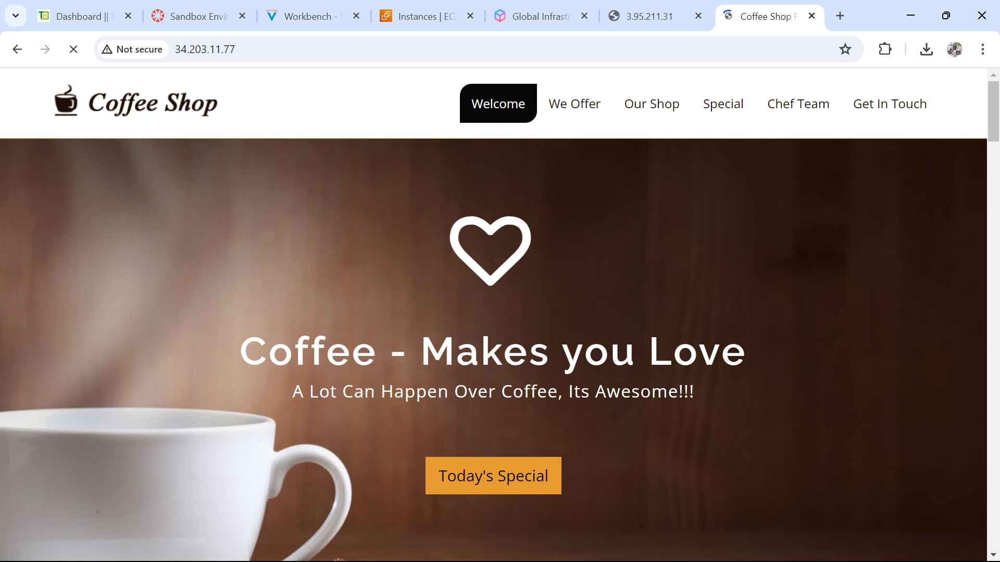 Dashboard || T
Sandbox Envir
Workbench - V
Instances | EC2
Global Infrastr
3.95.211.31
Coffee Shop F
Not secure
34.203.11.77
Coffee Shop
Welcome
We Offer
Our Shop
Special
Chef Team
Get In Touch
Coffee - Makes you Love
A Lot Can Happen Over Coffee, Its Awesome!!!
Today's Special